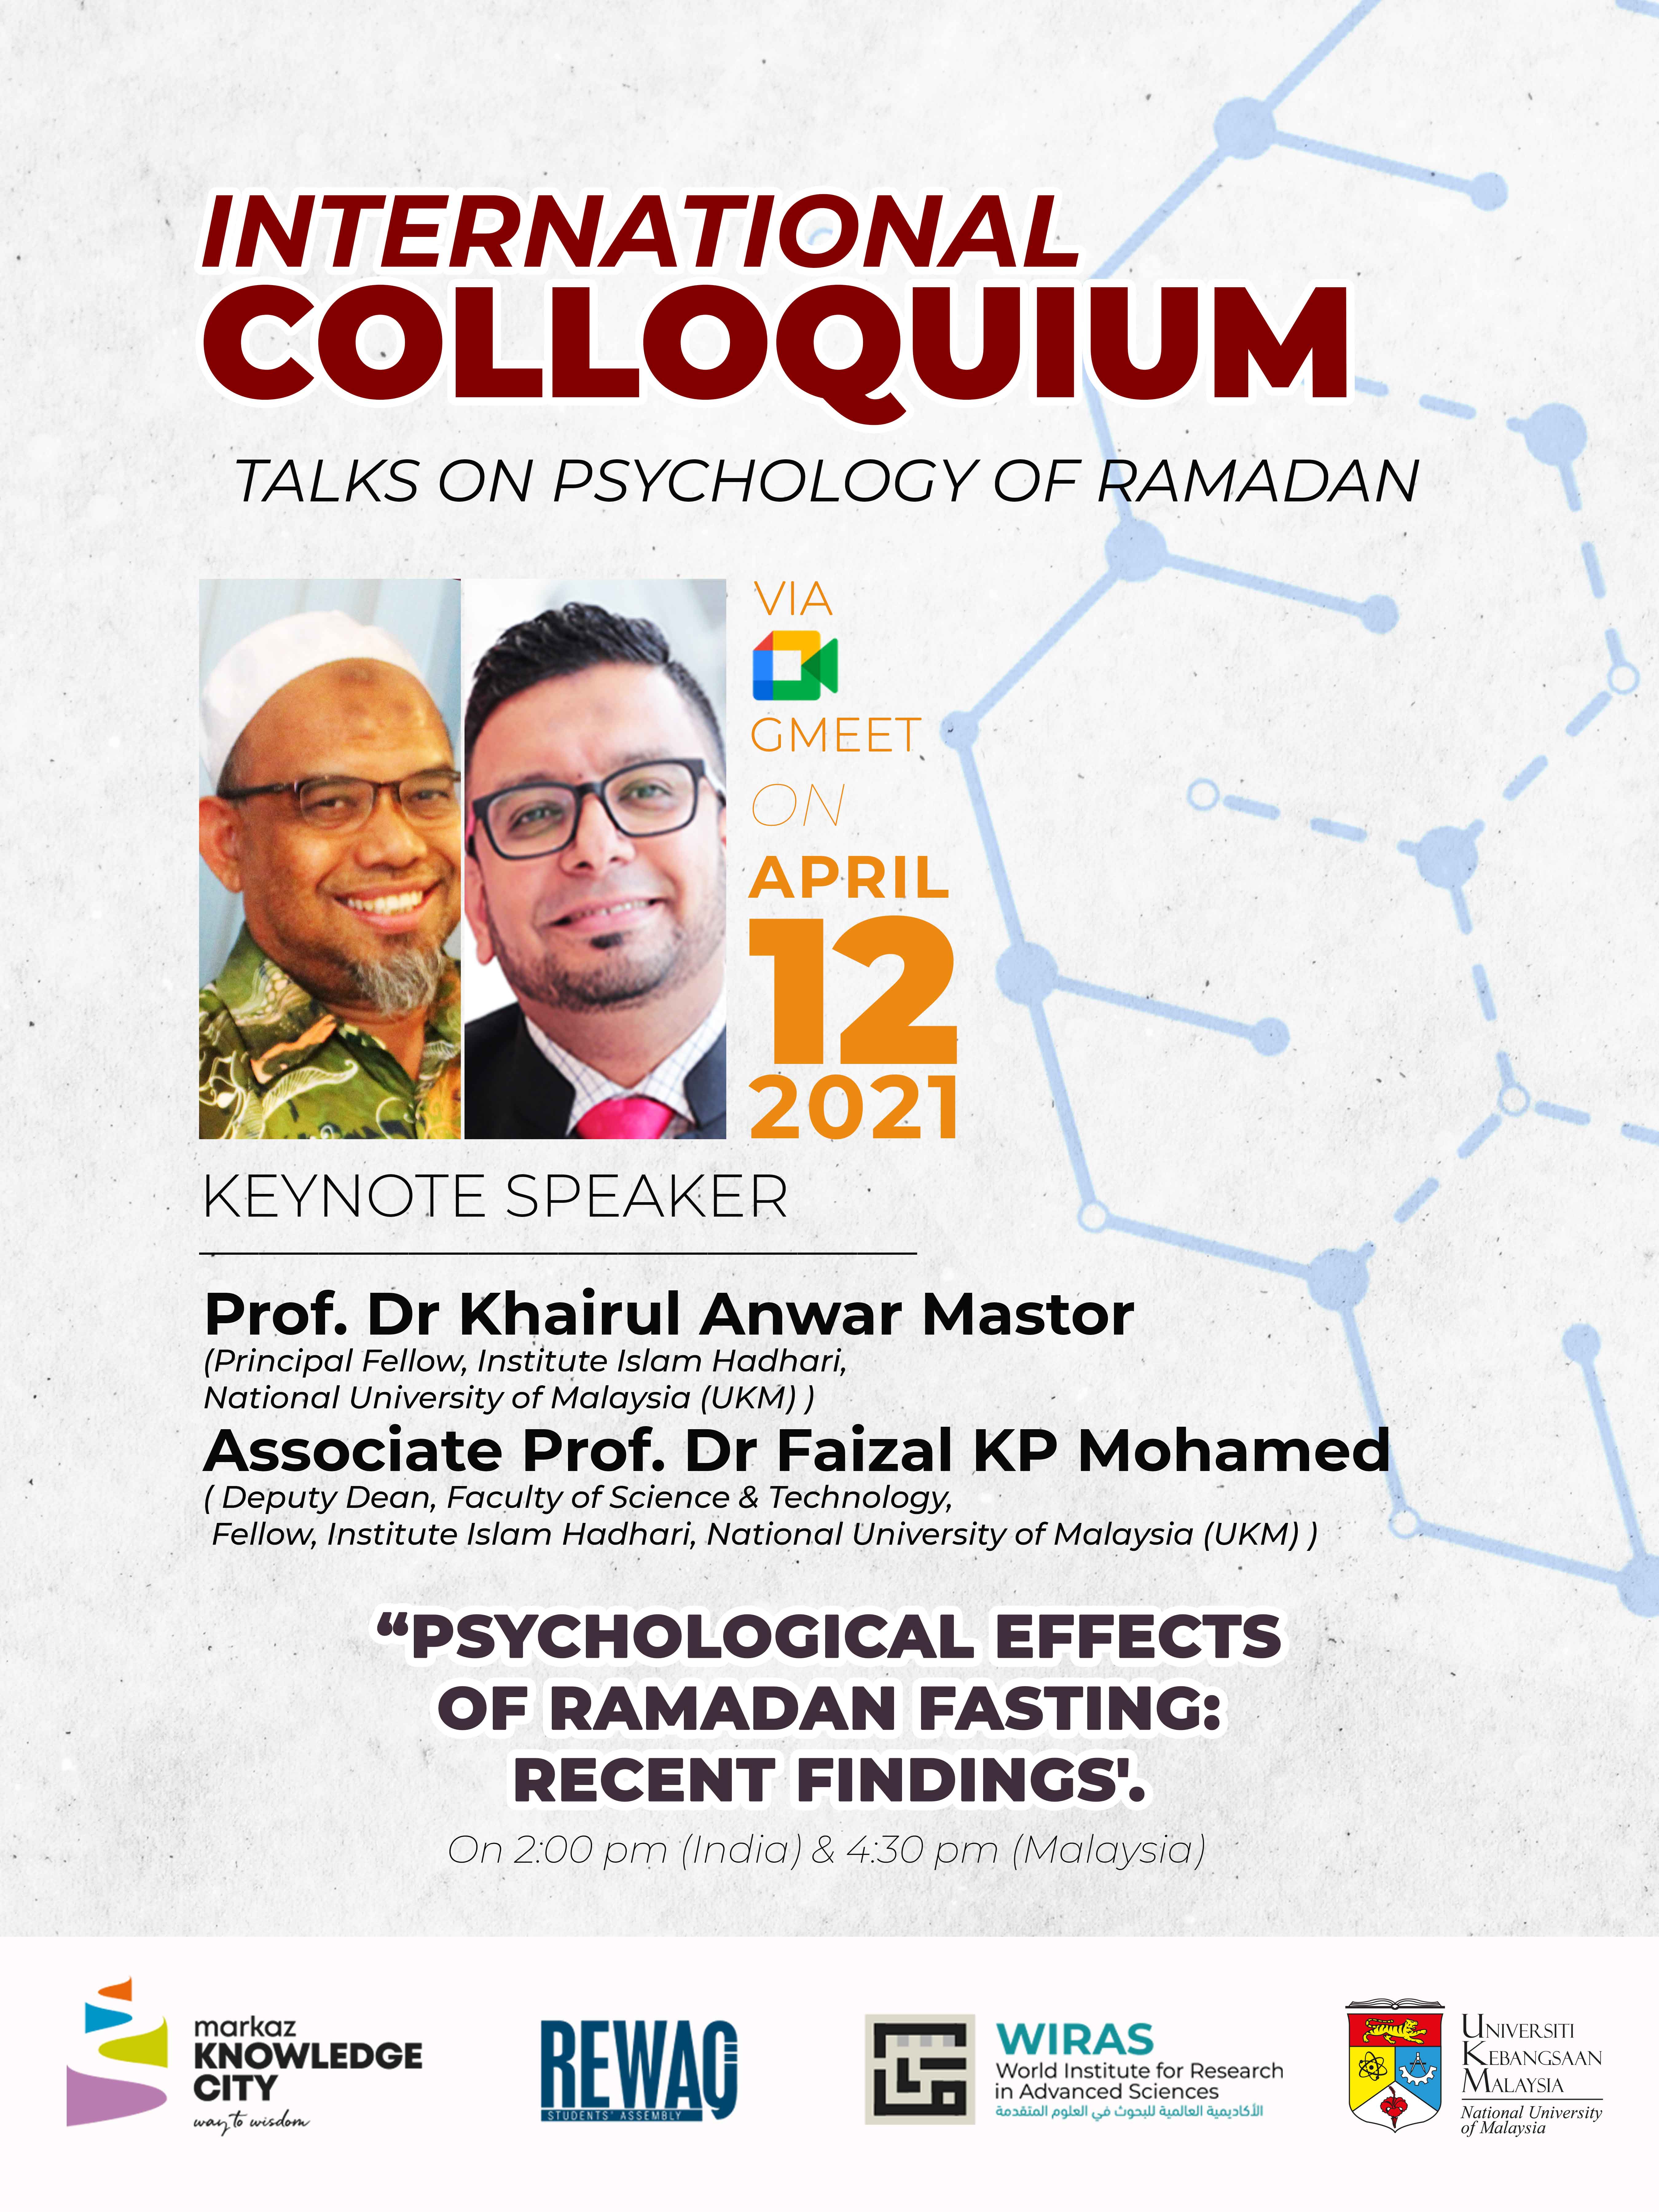 INTERNATIONAL
COLLOQUIUM
TALKS ON PSYCHOLOGY OF RAMADAN
VIA
GMEET
ON
APRIL
12
2021
KEYNOTE SPEAKER
Prof. Dr Khairul Anwar Mastor
(Principal Fellow, Institute Islam Hadhari,
National University of Malaysia (UKM) )
Associate Prof. Dr Faizal KP Mohamed
( Deputy Dean, Faculty of Science & Technology,
Fellow, Institute Islam Hadhari, National University of Malaysia (UKM) )
“PSYCHOLOGICAL EFFECTS
OF RAMADAN FASTING:
RECENT FINDINGS'.
On 2:00 pm (India) & 4:30 pm (Malaysia)
markaz
KNOWLEDGE
CITY
way to wisdom
REWAQ
STUDENTS' ASSEMBLY
WIRAS
World Institute for Research
in Advanced Sciences
الأكاديمية العالمية للبحوث في العلوم المتقدمة
UNIVERSITI
KEBANGSAAN
MALAYSIA
National University
of Malaysia